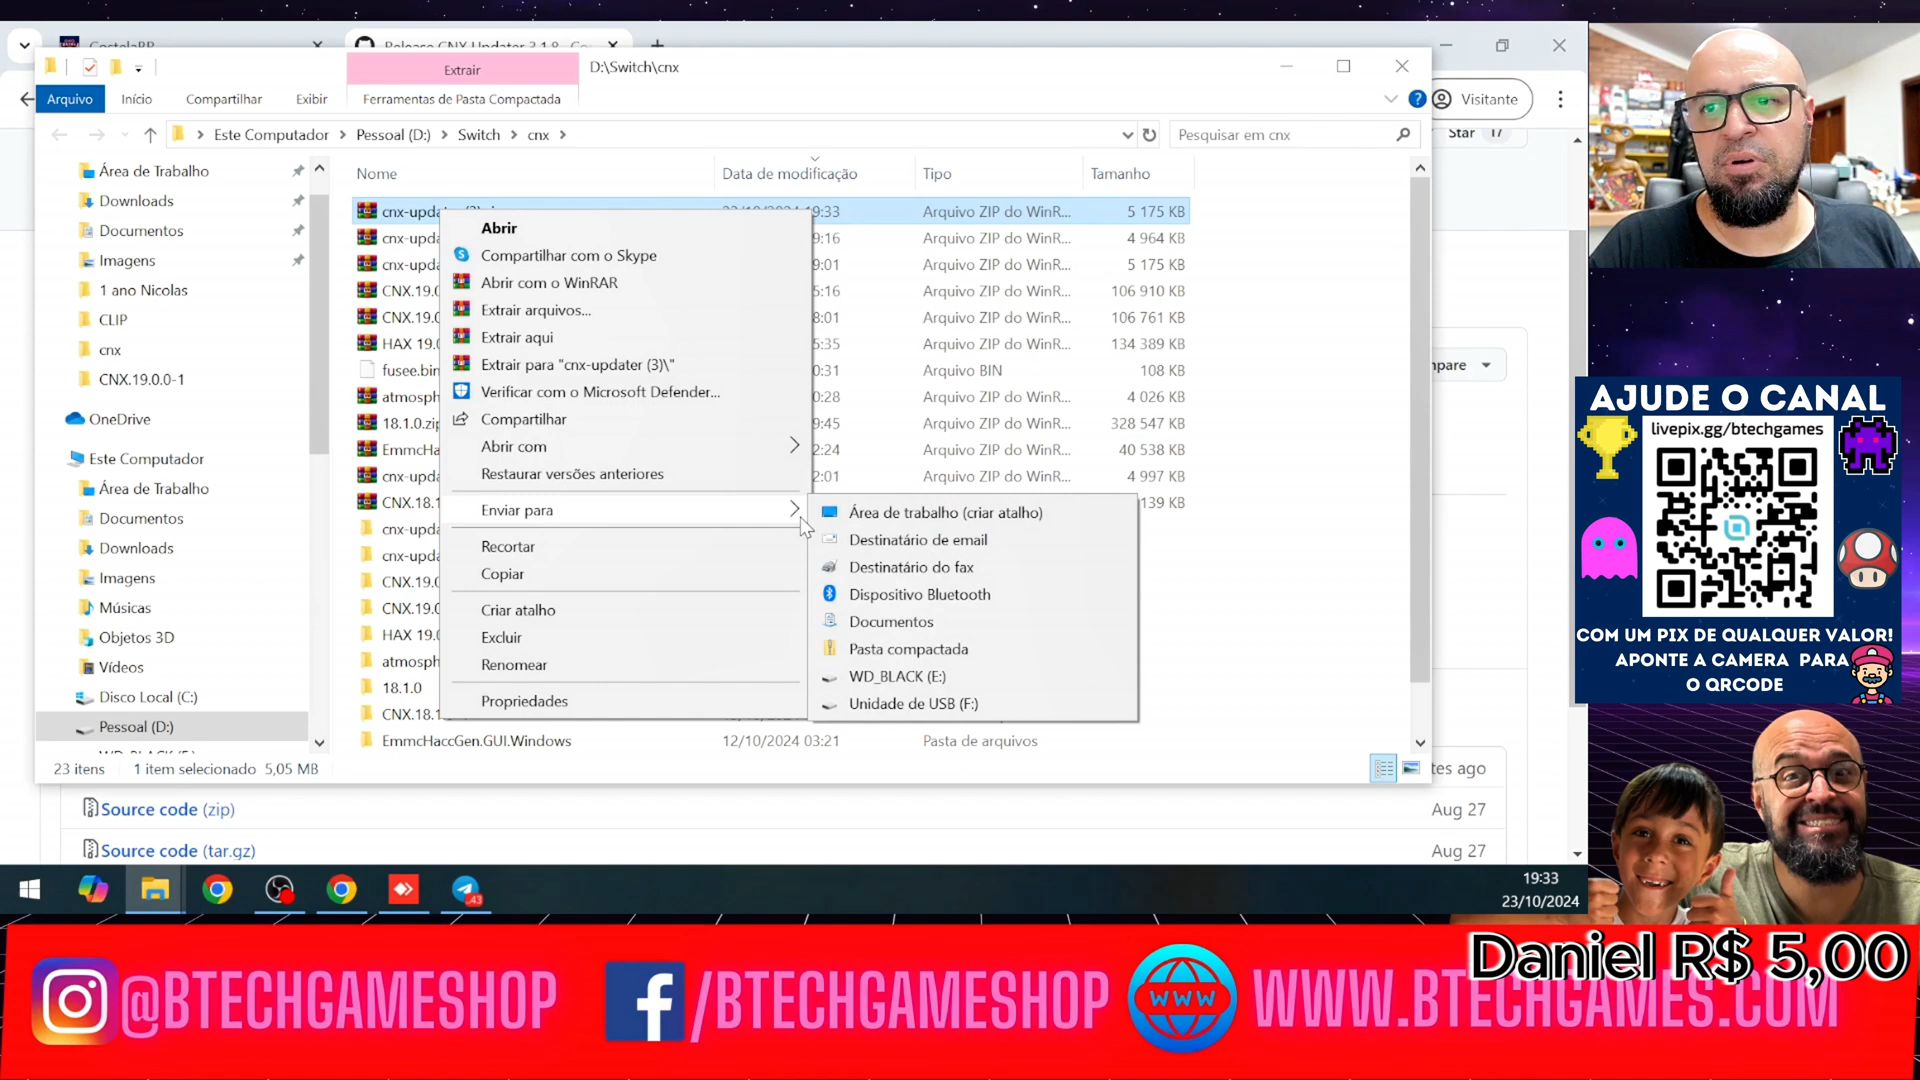 Release CNX Updater 3.1.8
Extrair
D:\Switch\cnx
Arquivo
Início
Compartilhar
Exibir
Ferramentas de Pasta Compactada
Visitante
Este Computador
Pessoal (D:)
Switch
cnx
Pesquisar em cnx
Star 17
Nome
Data de modificação
Tipo
Tamanho
Área de Trabalho
Downloads
Documentos
Imagens
1 ano Nicolas
CLIP
cnx
CNX.19.0.0-1
OneDrive
Este Computador
Área de Trabalho
Documentos
Downloads
Imagens
Músicas
Objetos 3D
Vídeos
Disco Local (C:)
Pessoal (D:)
9:33 Arquivo ZIP do WinR... 5 175 KB
cnx-upda 9:16 Arquivo ZIP do WinR... 4 964 KB
cnx-upda 9:01 Arquivo ZIP do WinR... 5 175 KB
CNX.19.0 5:16 Arquivo ZIP do WinR... 106 910 KB
CNX.19.0 8:01 Arquivo ZIP do WinR... 106 761 KB
HAX 19.0 5:35 Arquivo ZIP do WinR... 134 389 KB
fusee.bin 0:31 Arquivo BIN 108 KB
atmosph 0:28 Arquivo ZIP do WinR... 4 026 KB
18.1.0.zip 9:45 Arquivo ZIP do WinR... 328 547 KB
EmmcHa 2:24 Arquivo ZIP do WinR... 40 538 KB
cnx-upda 2:01 Arquivo ZIP do WinR... 4 997 KB
CNX.18.1 139 KB
cnx-upda
cnx-upda
CNX.19.0
CNX.19.0
HAX 19.0
atmosph
18.1.0
CNX.18.1
EmmcHaccGen.GUI.Windows 12/10/2024 03:21 Pasta de arquivos
Abrir
Compartilhar com o Skype
Abrir com o WinRAR
Extrair arquivos...
Extrair aqui
Extrair para "cnx-updater (3)\"
Verificar com o Microsoft Defender...
Compartilhar
Abrir com
Restaurar versões anteriores
Enviar para
Recortar
Copiar
Criar atalho
Excluir
Renomear
Propriedades
Área de trabalho (criar atalho)
Destinatário de email
Destinatário do fax
Dispositivo Bluetooth
Documentos
Pasta compactada
WD_BLACK (E:)
Unidade de USB (F:)
23 itens
1 item selecionado 5,05 MB
mpare
tes ago
Source code (zip)
Aug 27
Source code (tar.gz)
Aug 27
43
19:33
23/10/2024
AJUDE O CANAL
livepix.gg/btechgames
COM UM PIX DE QUALQUER VALOR!
APONTE A CAMERA PARA
O QRCODE
Daniel R$ 5,00
@BTECHGAMESHOP
/BTECHGAMESHOP
WWW
WWW.BTECHGAMES.COM